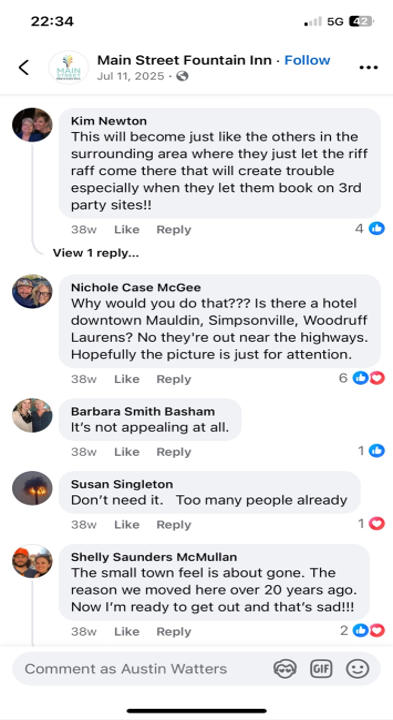 22:34
5G 42
Main Street Fountain Inn · Follow
MAIN
STREET
Jul 11, 2025 ·
Kim Newton
This will become just like the others in the
surrounding area where they just let the riff
raff come there that will create trouble
especially when they let them book on 3rd
party sites!!
38w Like Reply 4
View 1 reply...
Nichole Case McGee
Why would you do that??? Is there a hotel
downtown Mauldin, Simpsonville, Woodruff
Laurens? No they're out near the highways.
Hopefully the picture is just for attention.
38w Like Reply 6
Barbara Smith Basham
It's not appealing at all.
38w Like Reply 1
Susan Singleton
Don't need it. Too many people already
38w Like Reply 1
Shelly Saunders McMullan
The small town feel is about gone. The
reason we moved here over 20 years ago.
Now I'm ready to get out and that's sad!!!
38w Like Reply 2
Comment as Austin Watters GIF